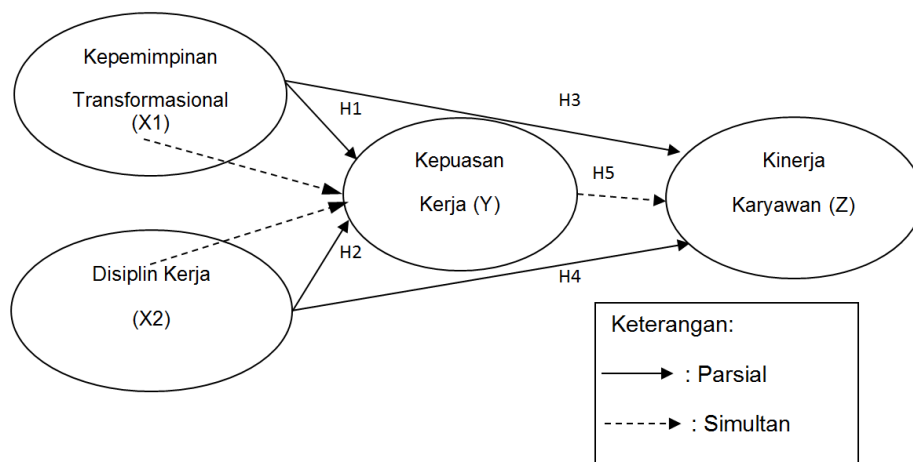 Kepemimpinan
Transformasional
(X1)
H1
H3
Kepuasan
Kerja (Y)
H5
Kinerja
Karyawan (Z)
H2
H4
Disiplin Kerja
(X2)
Keterangan:
: Parsial
: Simultan